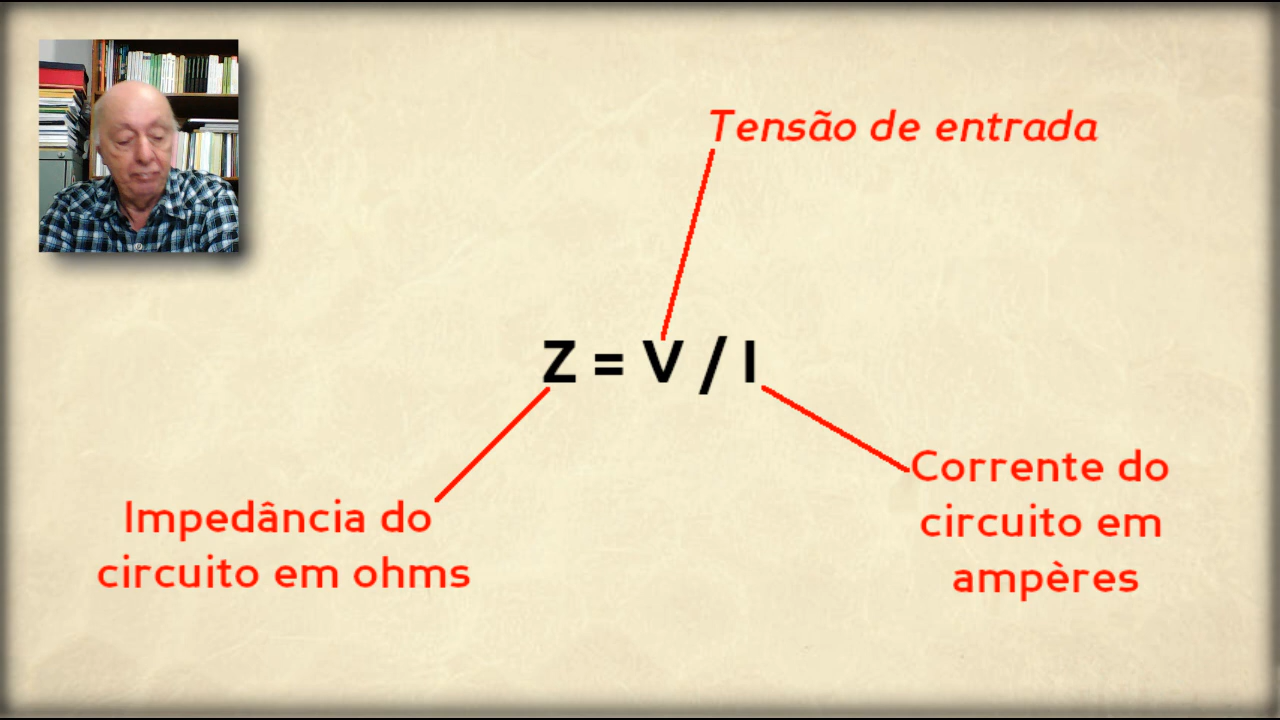 Tensão de entrada
Z = V / I
Impedância do
circuito em ohms
Corrente do
circuito em
ampères